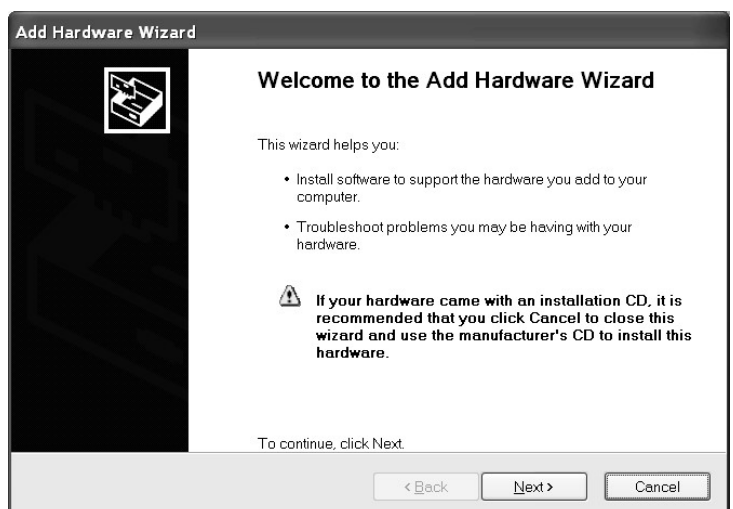 Add Hardware Wizard
Welcome to the Add Hardware Wizard
This wizard helps you:
• Install software to support the hardware you add to your
computer.
• Troubleshoot problems you may be having with your
hardware.
If your hardware came with an installation CD, it is
recommended that you click Cancel to close this
wizard and use the manufacturer's CD to install this
hardware.
To continue, click Next.
< Back Next > Cancel